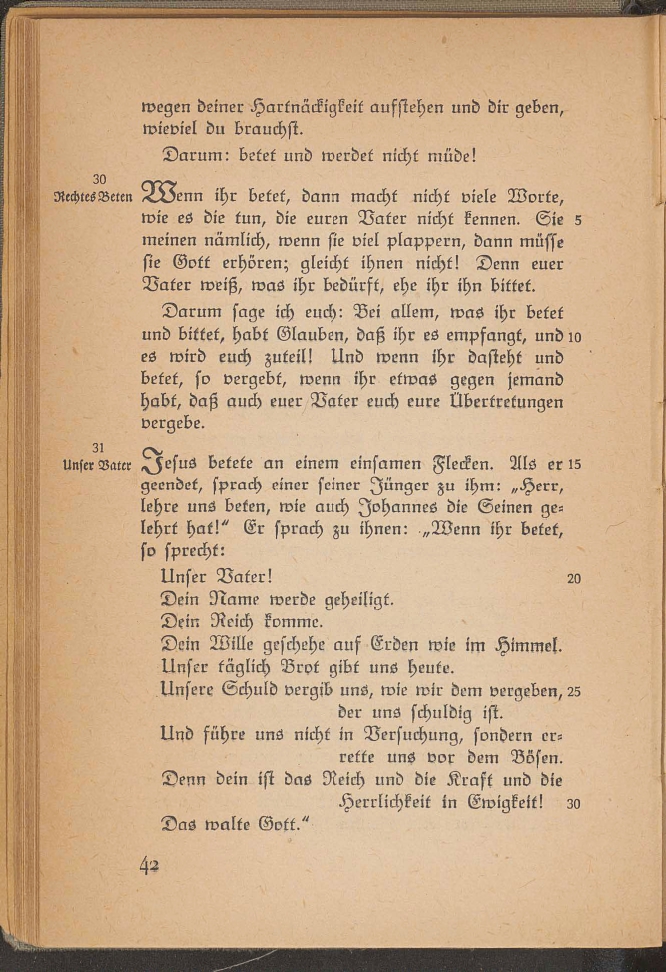 wegen deiner Hartnäckigkeit aufstehen und dir geben,
wieviel du brauchst.
Darum: betet und werdet nicht müde!
30
Rechtes Beten
Wenn ihr betet, dann macht nicht viele Worte,
wie es die tun, die euren Vater nicht kennen. Sie 5
meinen nämlich, wenn sie viel plappern, dann müsse
sie Gott erhören; gleicht ihnen nicht! Denn euer
Vater weiß, was ihr bedürft, ehe ihr ihn bittet.
Darum sage ich euch: Bei allem, was ihr betet
und bittet, habt Glauben, daß ihr es empfangt, und 10
es wird euch zuteil! Und wenn ihr dasteht und
betet, so vergebt, wenn ihr etwas gegen jemand
habt, daß auch euer Vater euch eure Übertretungen
vergebe.
31
Unser Vater
Jesus betete an einem einsamen Flecken. Als er 15
geendet, sprach einer seiner Jünger zu ihm: „Herr,
lehre uns beten, wie auch Johannes die Seinen ge-
lehrt hat!“ Er sprach zu ihnen: „Wenn ihr betet,
so sprecht:
Unser Vater! 20
Dein Name werde geheiligt.
Dein Reich komme.
Dein Wille geschehe auf Erden wie im Himmel.
Unser täglich Brot gibt uns heute.
Unsere Schuld vergib uns, wie wir dem vergeben, 25
der uns schuldig ist.
Und führe uns nicht in Versuchung, sondern er-
rette uns vor dem Bösen.
Denn dein ist das Reich und die Kraft und die
Herrlichkeit in Ewigkeit! 30
Das walte Gott.“
42